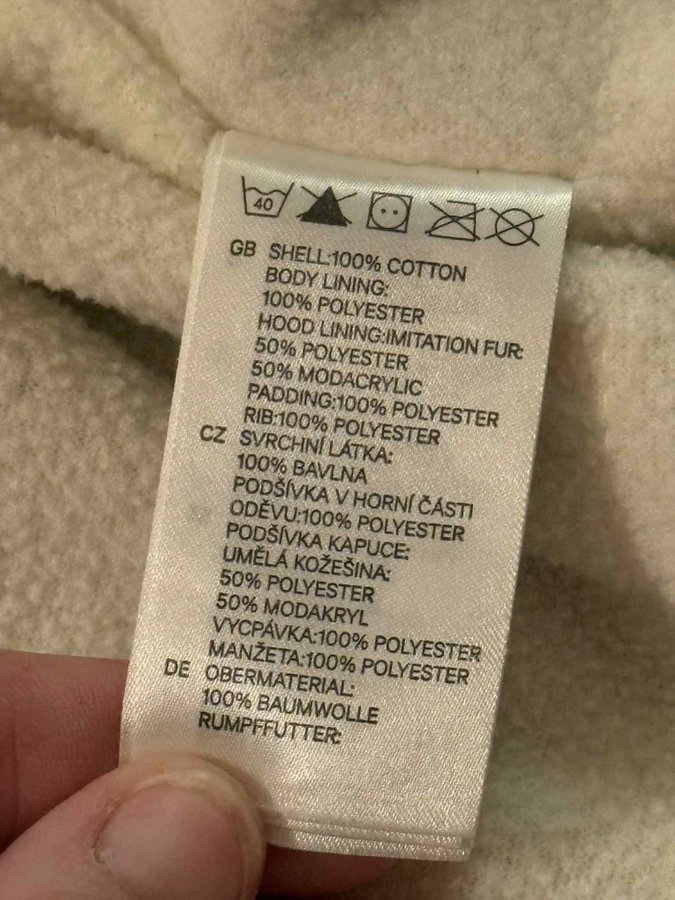 40
GB SHELL:100% COTTON
BODY LINING:
100% POLYESTER
HOOD LINING:IMITATION FUR:
50% POLYESTER
50% MODACRYLIC
PADDING:100% POLYESTER
RIB:100% POLYESTER
CZ SVRCHNÍ LÁTKA:
100% BAVLNA
PODŠÍVKA V HORNÍ ČÁSTI
ODĚVU:100% POLYESTER
PODŠÍVKA KAPUCE:
UMĚLÁ KOŽEŠINA:
50% POLYESTER
50% MODAKRYL
VYCPÁVKA:100% POLYESTER
MANŽETA:100% POLYESTER
DE OBERMATERIAL:
100% BAUMWOLLE
RUMPFFUTTER: